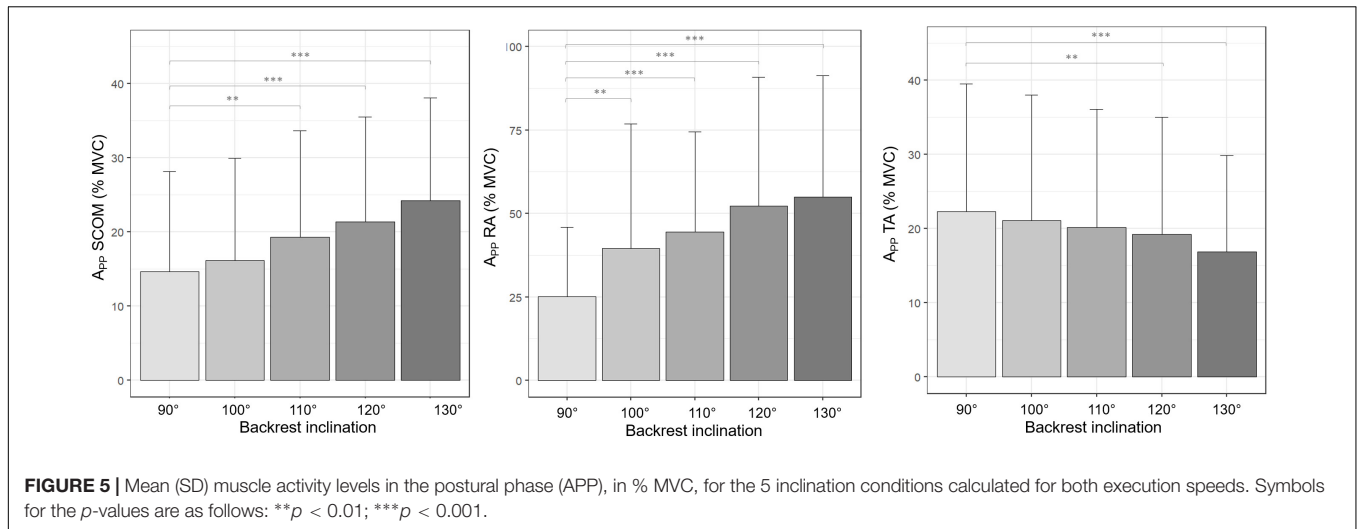 A_PP SCOM (% MVC)
40
30
20
10
0
***
***
**
90° 100° 110° 120° 130°
Backrest inclination
A_PP RA (% MVC)
100
75
50
25
0
***
***
***
**
90° 100° 110° 120° 130°
Backrest inclination
A_PP TA (% MVC)
40
30
20
10
0
***
**
90° 100° 110° 120° 130°
Backrest inclination
FIGURE 5 | Mean (SD) muscle activity levels in the postural phase (APP), in % MVC, for the 5 inclination conditions calculated for both execution speeds. Symbols
for the p-values are as follows: **p < 0.01; ***p < 0.001.